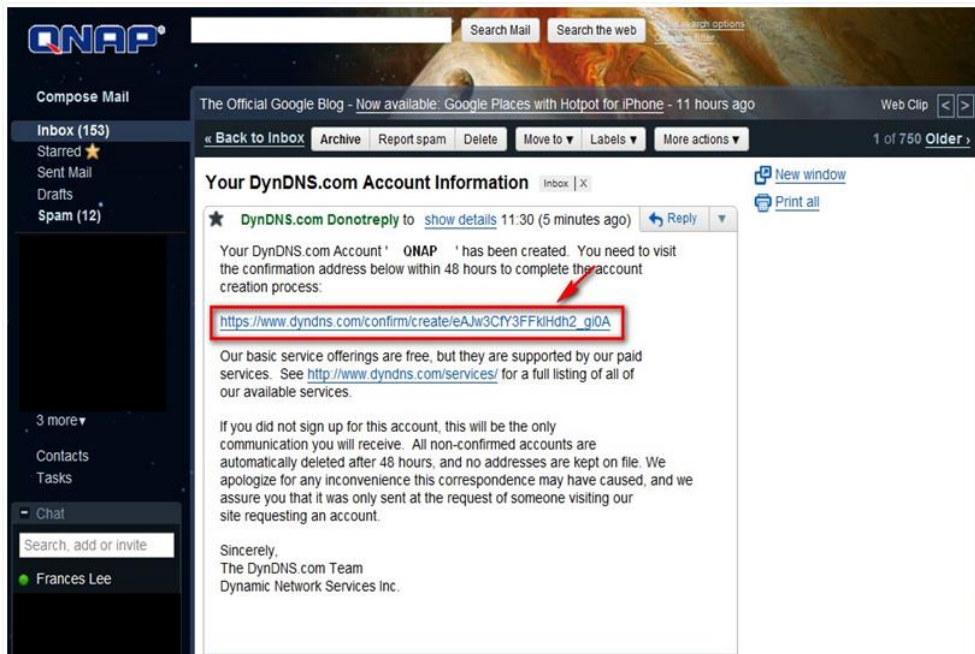 QNAP®
Search Mail Search the web search options
Compose Mail
The Official Google Blog - Now available: Google Places with Hotpot for iPhone - 11 hours ago Web Clip < >
Inbox (153)
Starred
Sent Mail
Drafts
Spam (12)
« Back to Inbox Archive Report spam Delete Move to ▼ Labels ▼ More actions ▼ 1 of 750 Older ›
Your DynDNS.com Account Information Inbox | X
New window
Print all
DynDNS.com Donotreply to show details 11:30 (5 minutes ago) Reply ▼
Your DynDNS.com Account ' QNAP ' has been created. You need to visit
the confirmation address below within 48 hours to complete the account
creation process:
https://www.dyndns.com/confirm/create/eAJw3CfY3FFklHdh2_gi0A
Our basic service offerings are free, but they are supported by our paid
services. See http://www.dyndns.com/services/ for a full listing of all of
our available services.
If you did not sign up for this account, this will be the only
communication you will receive. All non-confirmed accounts are
automatically deleted after 48 hours, and no addresses are kept on file. We
apologize for any inconvenience this correspondence may have caused, and we
assure you that it was only sent at the request of someone visiting our
site requesting an account.
Sincerely,
The DynDNS.com Team
Dynamic Network Services Inc.
3 more▼
Contacts
Tasks
Chat
Search, add or invite
Frances Lee